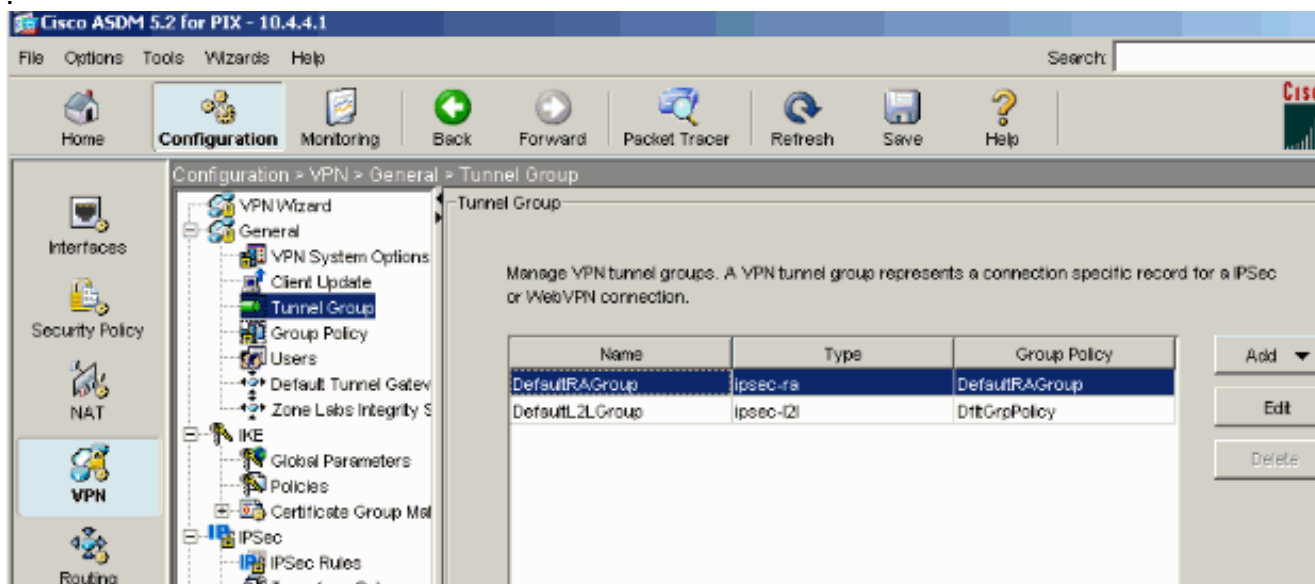 Cisco ASDM 5.2 for PIX - 10.4.4.1
File Options Tools Wizards Help Search:
Home Configuration Monitoring Back Forward Packet Tracer Refresh Save Help
Configuration > VPN > General > Tunnel Group
Interfaces
Security Policy
NAT
VPN
Routing
VPN Wizard
General
VPN System Options
Client Update
Tunnel Group
Group Policy
Users
Default Tunnel Gatev
Zone Labs Integrity S
IKE
Global Parameters
Policies
Certificate Group Mat
IPSec
IPSec Rules
Tunnel Group
Manage VPN tunnel groups. A VPN tunnel group represents a connection specific record for a IPSec
or WebVPN connection.
Name Type Group Policy
DefaultRAGroup ipsec-ra DefaultRAGroup
DefaultL2LGroup ipsec-l2l DfltGrpPolicy
Add
Edit
Delete